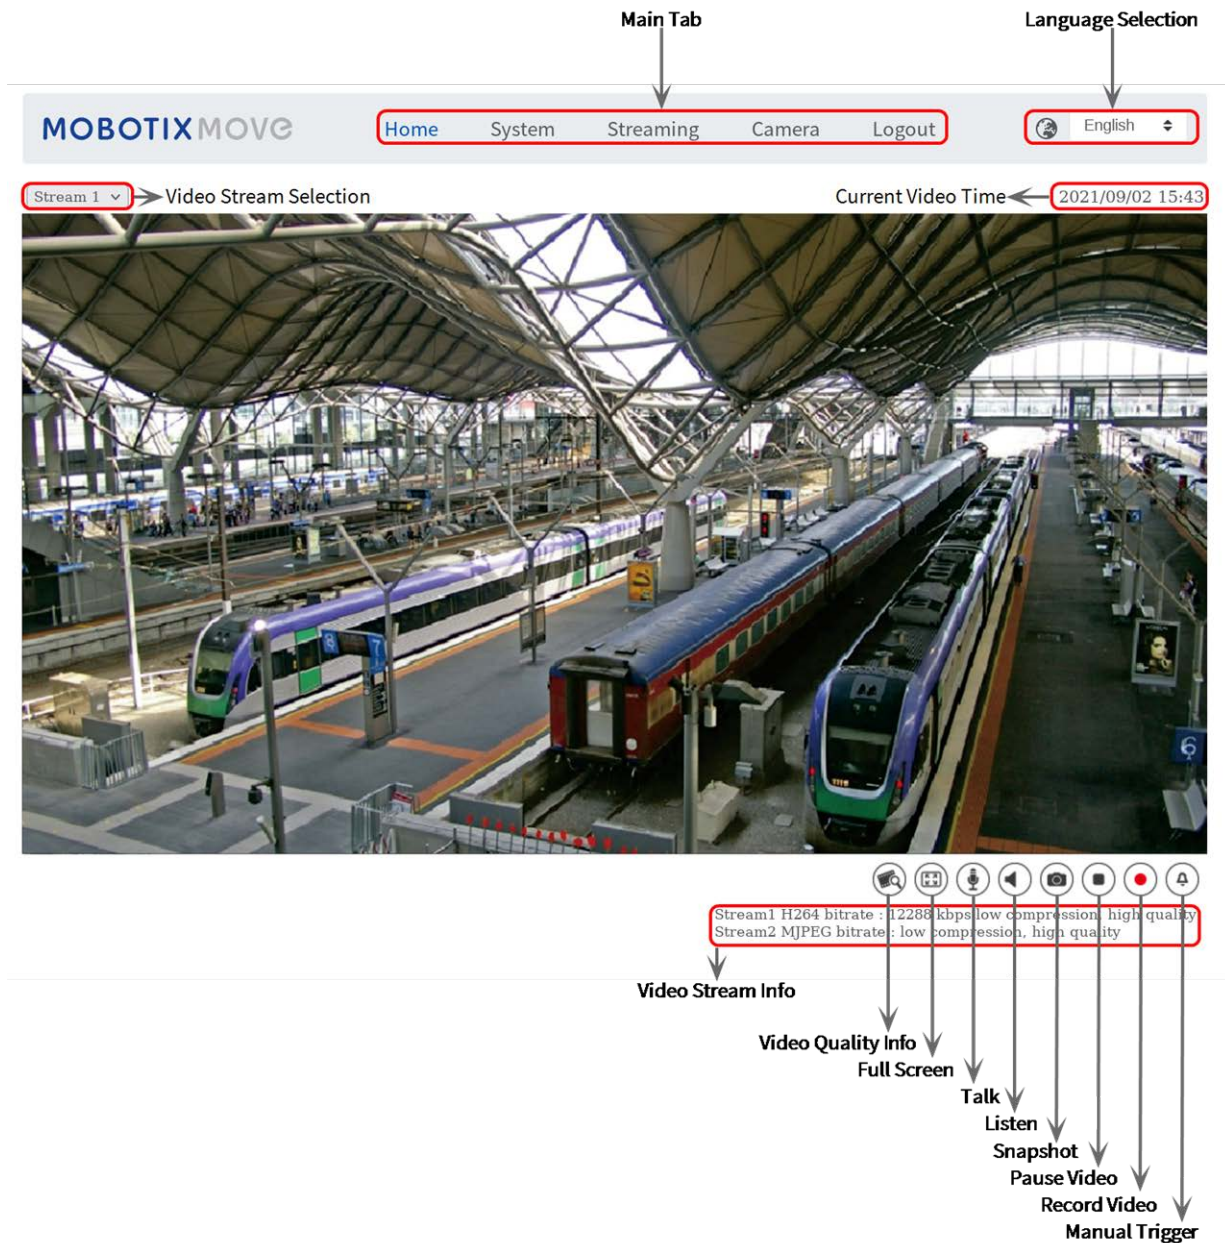 Main Tab
Language Selection
MOBOTIX MOVE
Home System Streaming Camera Logout
English
Stream 1
Video Stream Selection
Current Video Time
2021/09/02 15:43
8
7
6
Stream1 H264 bitrate : 12288 kbps low compression, high quality
Stream2 MJPEG bitrate : low compression, high quality
Video Stream Info
Video Quality Info
Full Screen
Talk
Listen
Snapshot
Pause Video
Record Video
Manual Trigger